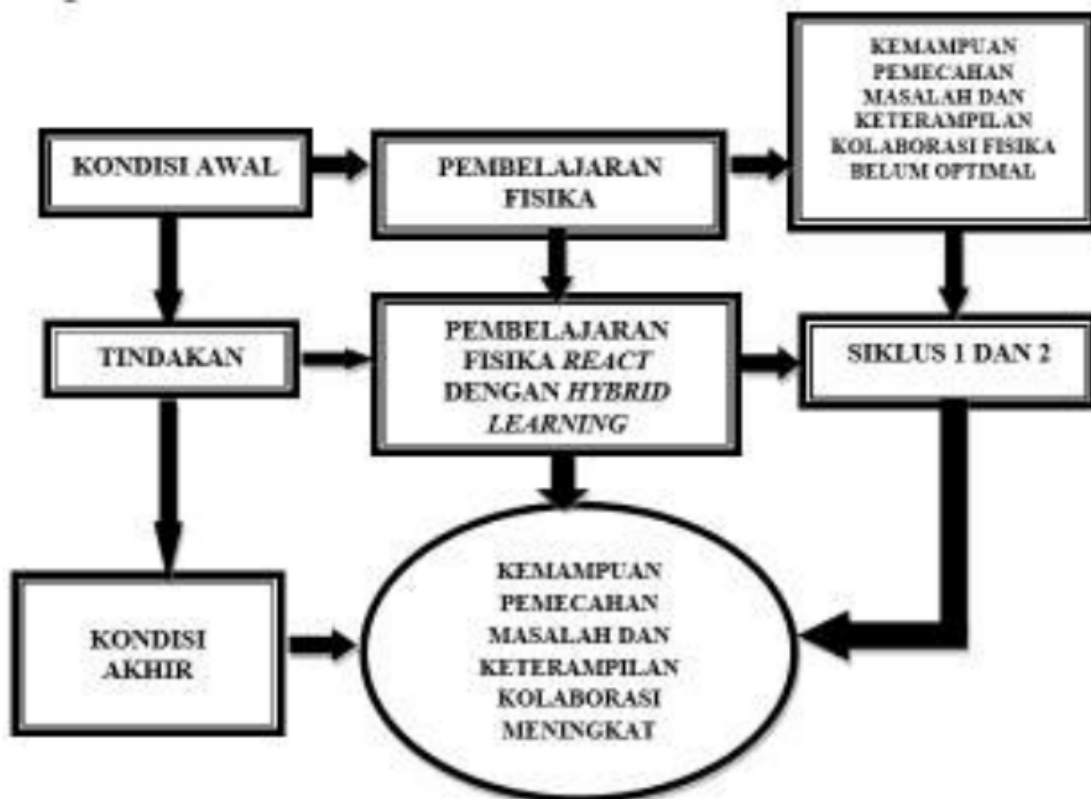 KONDISI AWAL
PEMBELAJARAN
FISIKA
KEMAMPUAN
PEMECAHAN
MASALAH DAN
KETERAMPILAN
KOLABORASI FISIKA
BELUM OPTIMAL
TINDAKAN
PEMBELAJARAN
FISIKA REACT
DENGAN HYBRID
LEARNING
SIKLUS 1 DAN 2
KONDISI
AKHIR
KEMAMPUAN
PEMECAHAN
MASALAH DAN
KETERAMPILAN
KOLABORASI
MENINGKAT